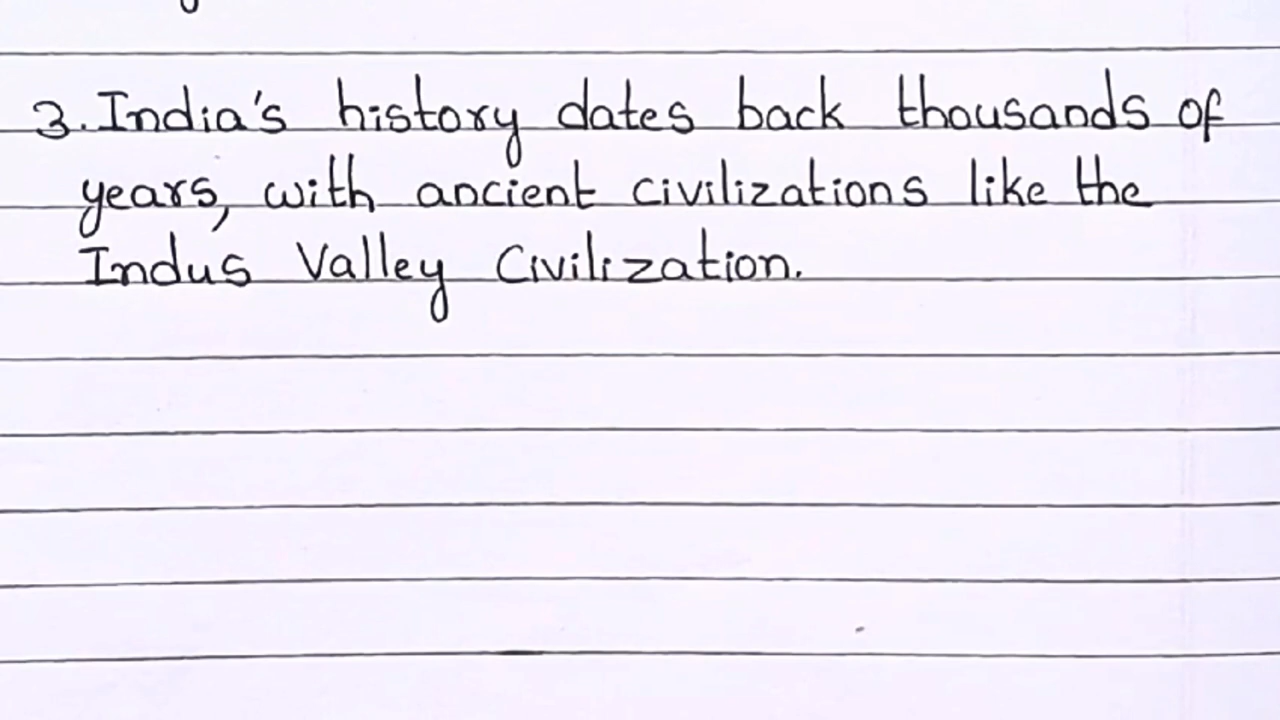 3. India's history dates back thousands of
years, with ancient civilizations like the
Indus Valley Civilization.